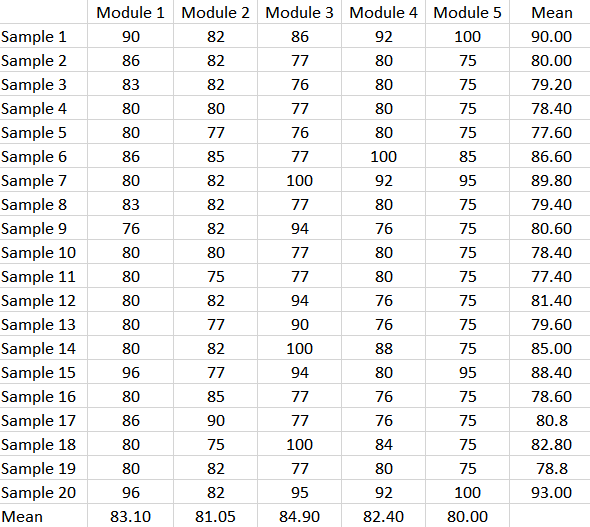 Module 1 Module 2 Module 3 Module 4 Module 5 Mean
Sample 1 90 82 86 92 100 90.00
Sample 2 86 82 77 80 75 80.00
Sample 3 83 82 76 80 75 79.20
Sample 4 80 80 77 80 75 78.40
Sample 5 80 77 76 80 75 77.60
Sample 6 86 85 77 100 85 86.60
Sample 7 80 82 100 92 95 89.80
Sample 8 83 82 77 80 75 79.40
Sample 9 76 82 94 76 75 80.60
Sample 10 80 80 77 80 75 78.40
Sample 11 80 75 77 80 75 77.40
Sample 12 80 82 94 76 75 81.40
Sample 13 80 77 90 76 75 79.60
Sample 14 80 82 100 88 75 85.00
Sample 15 96 77 94 80 95 88.40
Sample 16 80 85 77 76 75 78.60
Sample 17 86 90 77 76 75 80.8
Sample 18 80 75 100 84 75 82.80
Sample 19 80 82 77 80 75 78.8
Sample 20 96 82 95 92 100 93.00
Mean 83.10 81.05 84.90 82.40 80.00